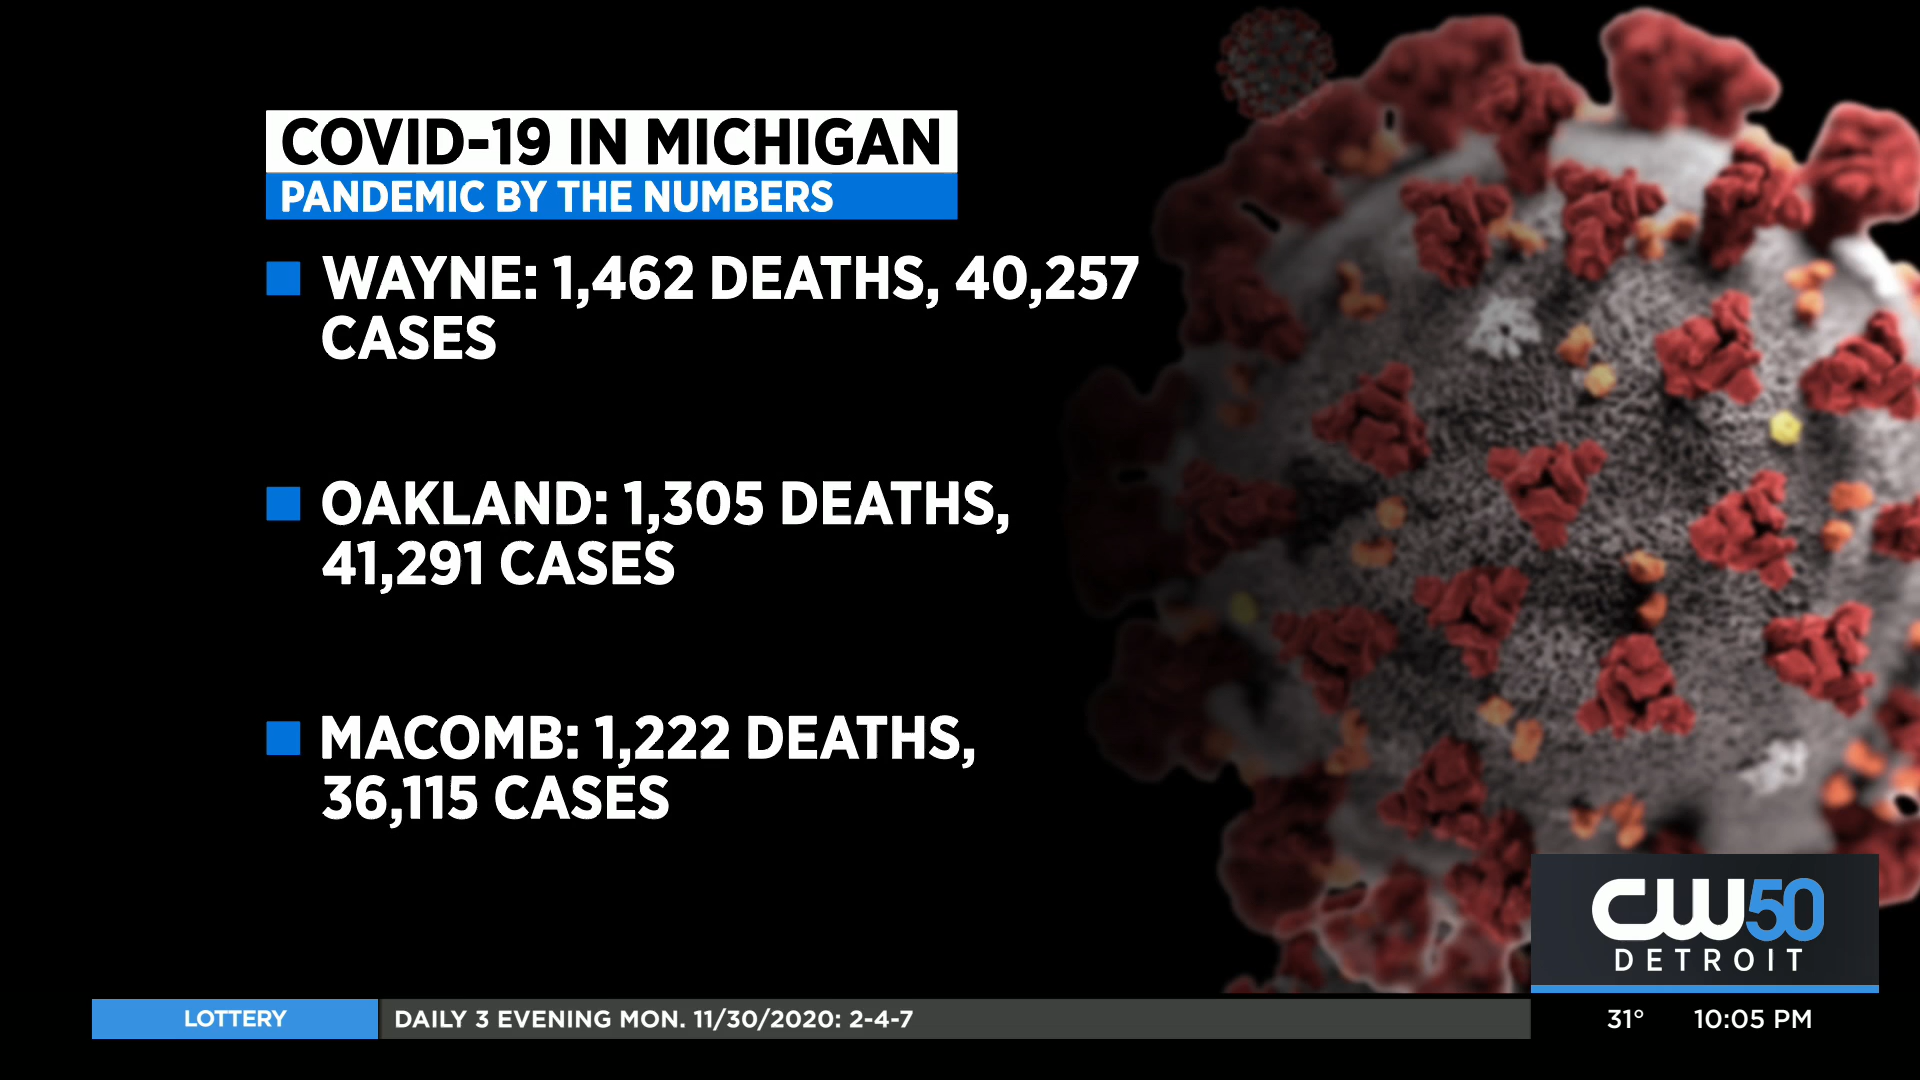 COVID-19 IN MICHIGAN
PANDEMIC BY THE NUMBERS
WAYNE: 1,462 DEATHS, 40,257
CASES
OAKLAND: 1,305 DEATHS,
41,291 CASES
MACOMB: 1,222 DEATHS,
36,115 CASES
CW50
DETROIT
LOTTERY
DAILY 3 EVENING MON. 11/30/2020: 2-4-7
31° 10:05 PM